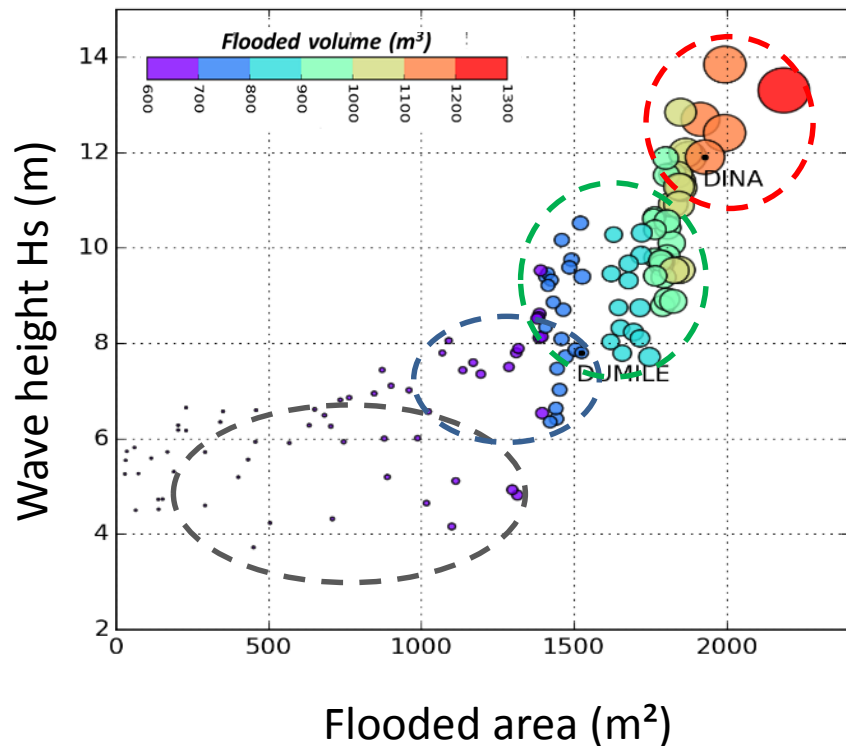 14
Flooded volume (m³)
600 700 800 900 1000 1100 1200 1300
12
DINA
10
8
DUMILE
6
4
2
0 500 1000 1500 2000
Wave height Hs (m)
Flooded area (m²)